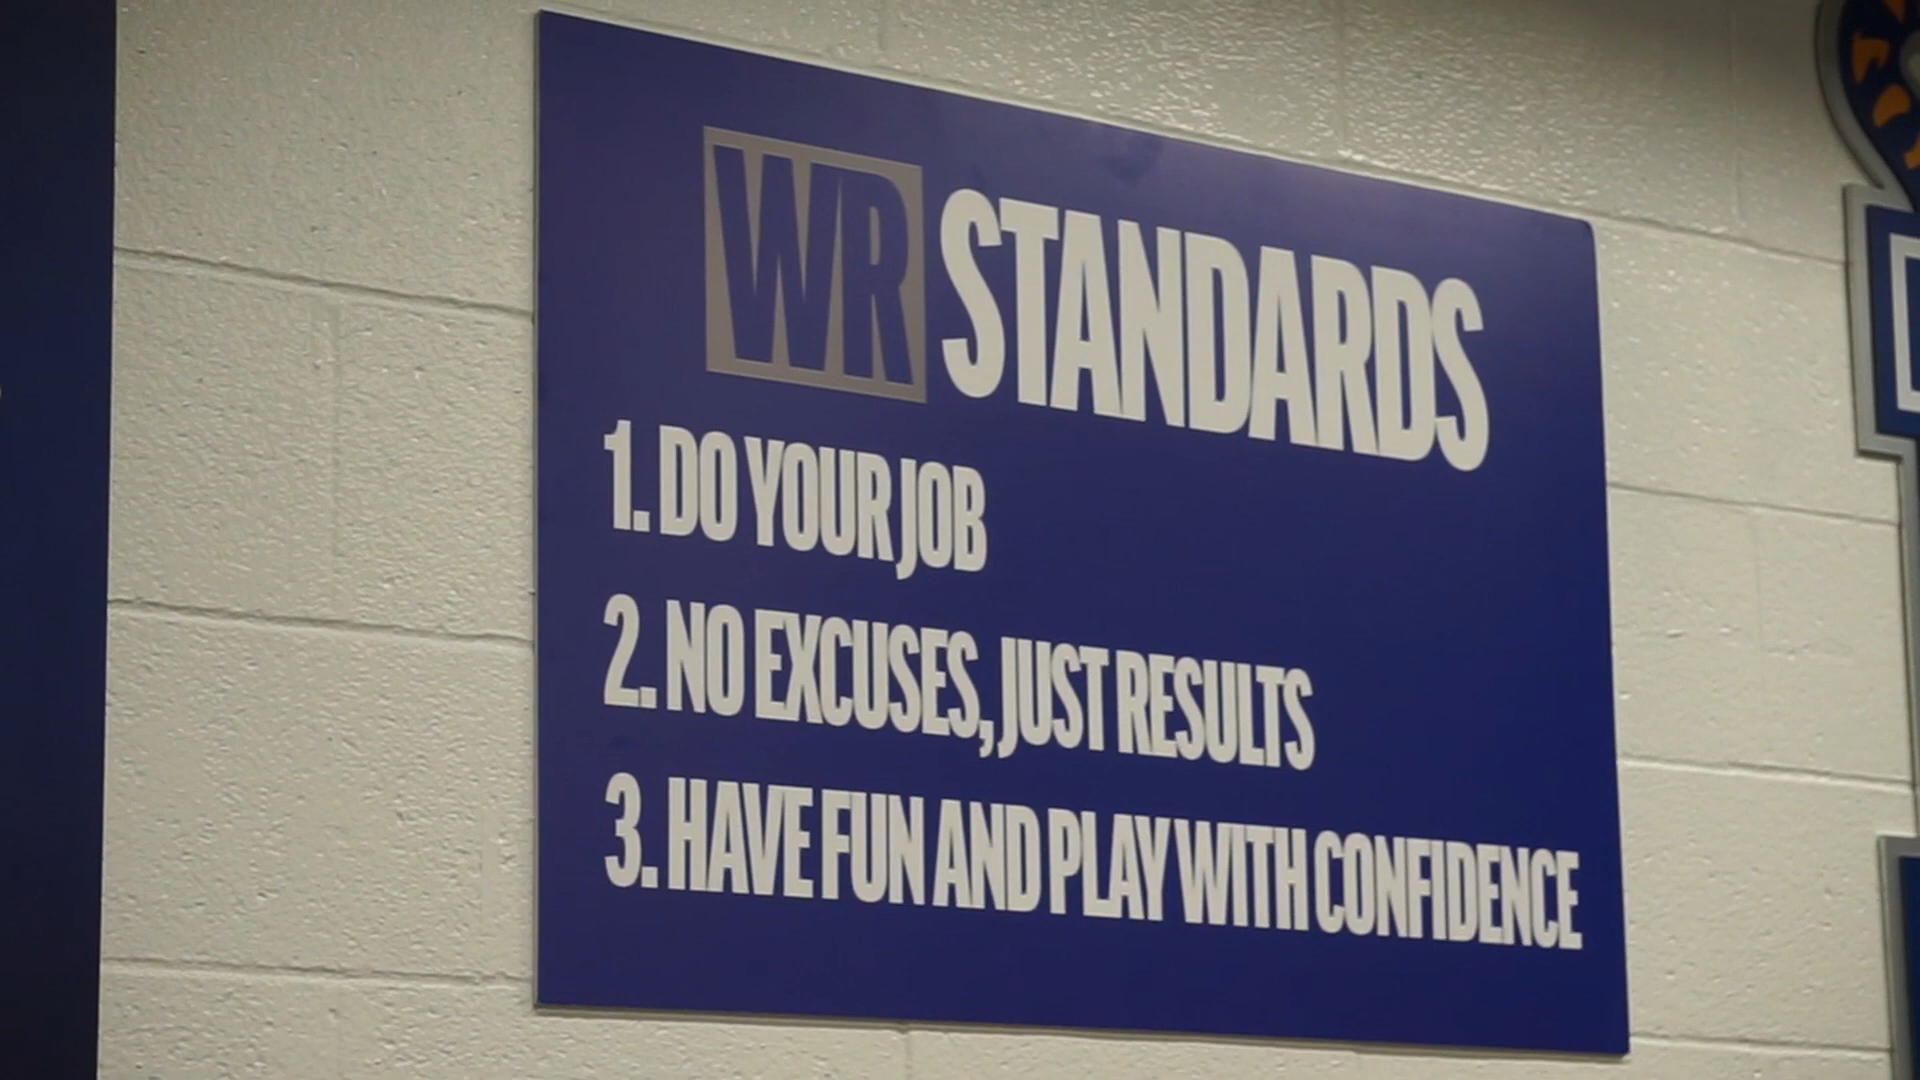 WR STANDARDS
1. DO YOUR JOB
2. NO EXCUSES, JUST RESULTS
3. HAVE FUN AND PLAY WITH CONFIDENCE